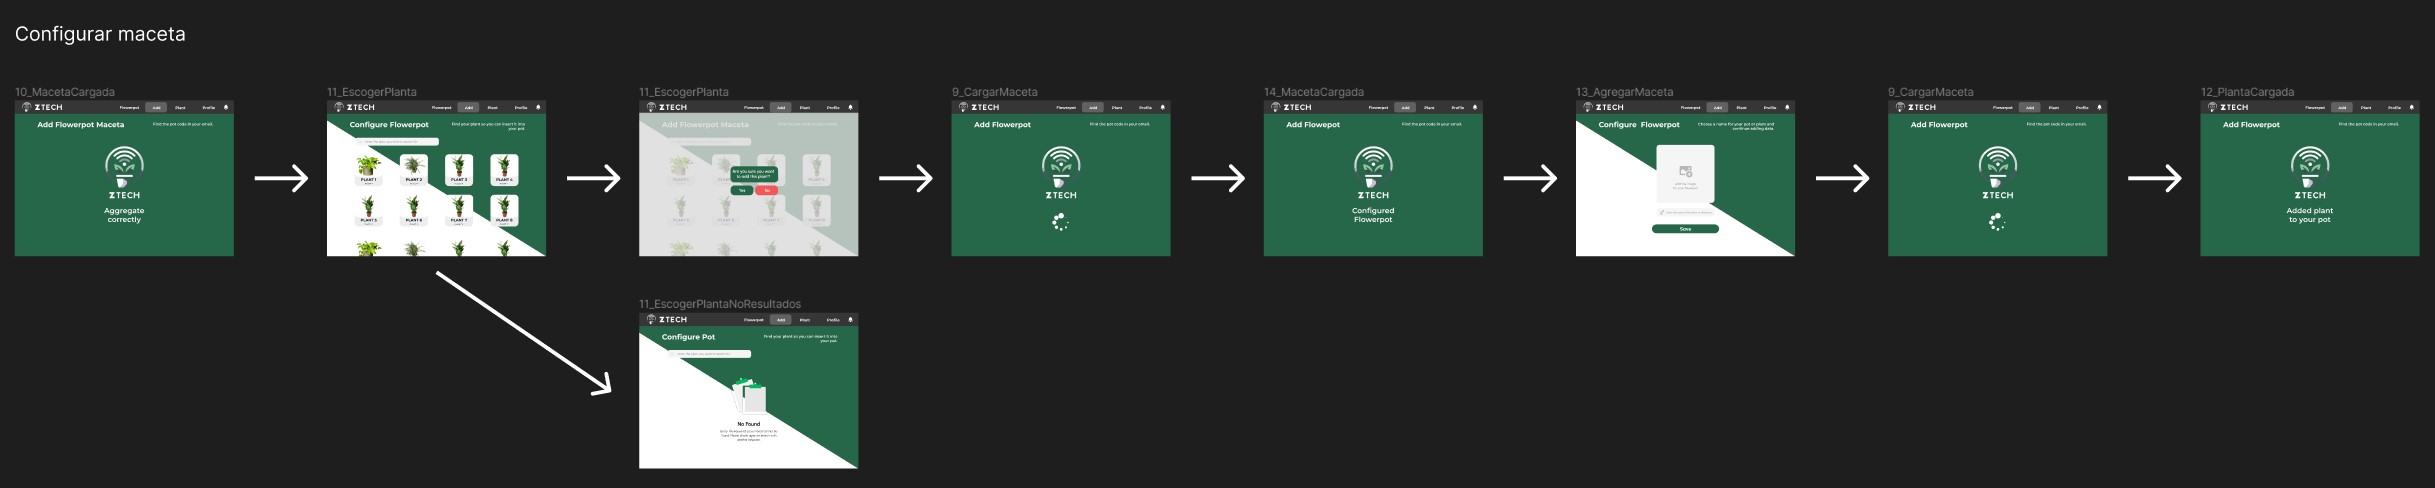 Configurar maceta
10_MacetaCargada
ZTECH
Flowerpot Add Plant Profile
Add Flowerpot Maceta
Find the pot code in your email.
ZTECH
Aggregate
correctly
11_EscogerPlanta
ZTECH
Flowerpot Add Plant Profile
Configure Flowerpot
Find your plant so you can insert it into
your pot.
PLANT 1
PLANT 2
PLANT 3
PLANT 4
PLANT 5
PLANT 6
PLANT 7
PLANT 8
11_EscogerPlanta
ZTECH
Flowerpot Add Plant Profile
Add Flowerpot Maceta
Find the pot code in your email.
Are you sure you want
to add this plant?
Yes
No
9_CargarMaceta
ZTECH
Flowerpot Add Plant Profile
Add Flowerpot
Find the pot code in your email.
ZTECH
14_MacetaCargada
ZTECH
Flowerpot Add Plant Profile
Add Flowepot
Find the pot code in your email.
ZTECH
Configured
Flowerpot
13_AgregarMaceta
ZTECH
Flowerpot Add Plant Profile
Configure Flowerpot
Choose a name for your pot or plant and
continue adding data.
Save
9_CargarMaceta
ZTECH
Flowerpot Add Plant Profile
Add Flowerpot
Find the pot code in your email.
ZTECH
12_PlantaCargada
ZTECH
Flowerpot Add Plant Profile
Add Flowerpot
Find the pot code in your email.
ZTECH
Added plant
to your pot
11_EscogerPlantaNoResultados
ZTECH
Flowerpot Add Plant Profile
Configure Pot
Find your plant so you can insert it into
your pot.
No Found